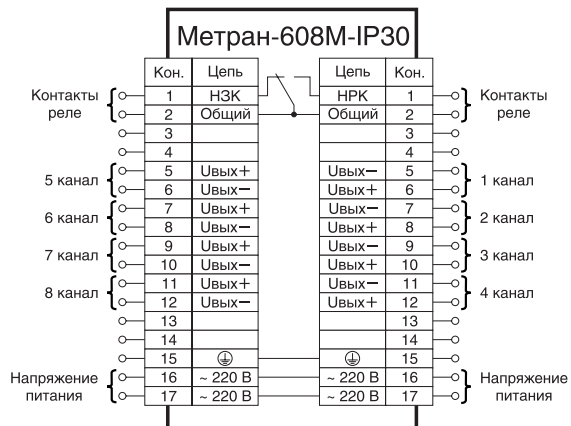 Метран-608М-IP30
Кон. Цепь Цепь Кон.
Контакты реле 1 НЗК НРК 1 Контакты реле
2 Общий Общий 2
3 3
4 4
5 канал 5 Uвых+ Uвых− 5 1 канал
6 Uвых− Uвых+ 6
6 канал 7 Uвых+ Uвых− 7 2 канал
8 Uвых− Uвых+ 8
7 канал 9 Uвых+ Uвых− 9 3 канал
10 Uвых− Uвых+ 10
8 канал 11 Uвых+ Uвых− 11 4 канал
12 Uвых− Uвых+ 12
13 13
14 14
15 15
Напряжение питания 16 ~ 220 В ~ 220 В 16 Напряжение питания
17 ~ 220 В ~ 220 В 17